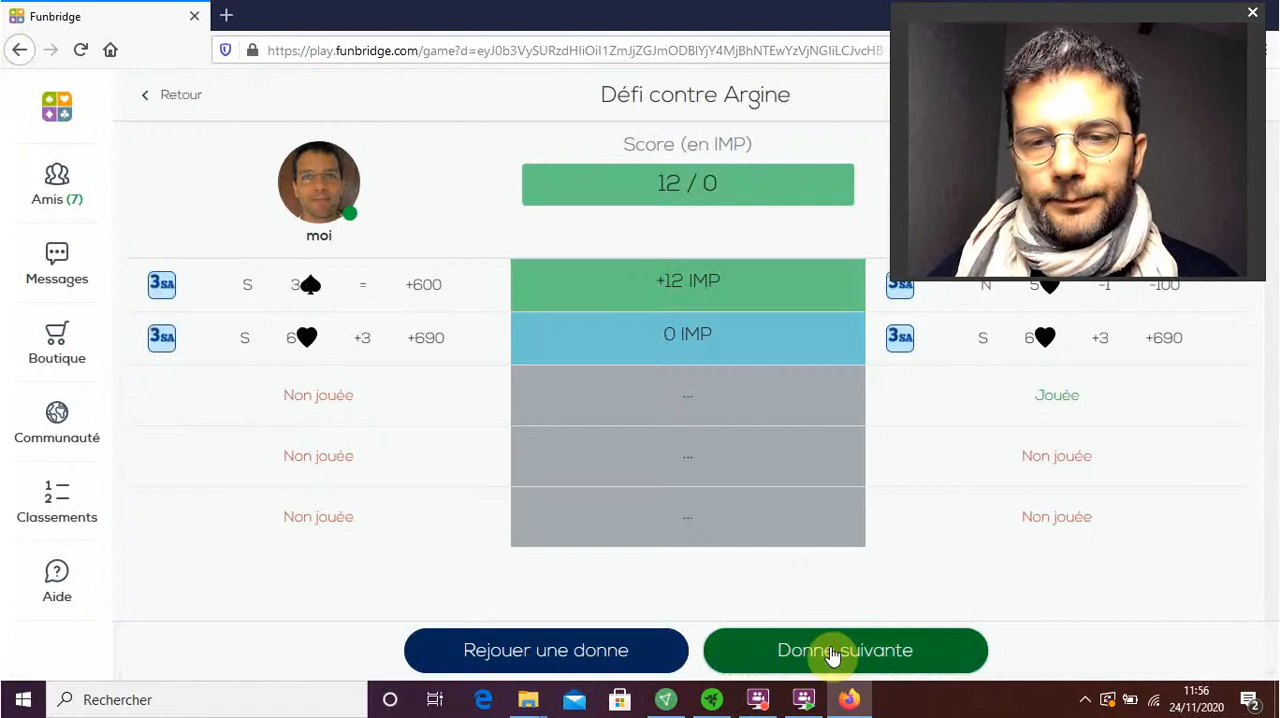 Funbridge
https://play.funbridge.com/game?d=eyJ0b3VySURzdHIiOiI1ZmJjZGJmODBlYjY4MjBhNTEwYzVjNGIiLCJvcHB
Retour
Défi contre Argine
Score (en IMP)
12 / 0
moi
Amis (7)
Messages
Boutique
Communauté
1
2
Classements
Aide
3SA S 3♠ = +600 +12 IMP 3SA N 5♥ -1 -100
3SA S 6♥ +3 +690 0 IMP 3SA S 6♥ +3 +690
Non jouée ... Jouée
Non jouée ... Non jouée
Non jouée ... Non jouée
Rejouer une donne
Donne suivante
Rechercher
11:56
24/11/2020
2